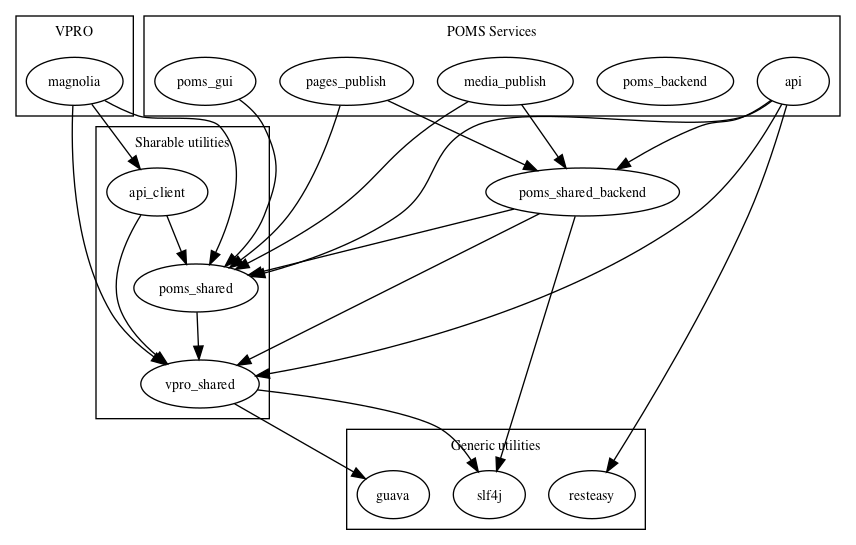 VPRO
POMS Services
magnolia
poms_gui
pages_publish
media_publish
poms_backend
api
Sharable utilities
api_client
poms_shared_backend
poms_shared
vpro_shared
Generic utilities
guava
slf4j
resteasy